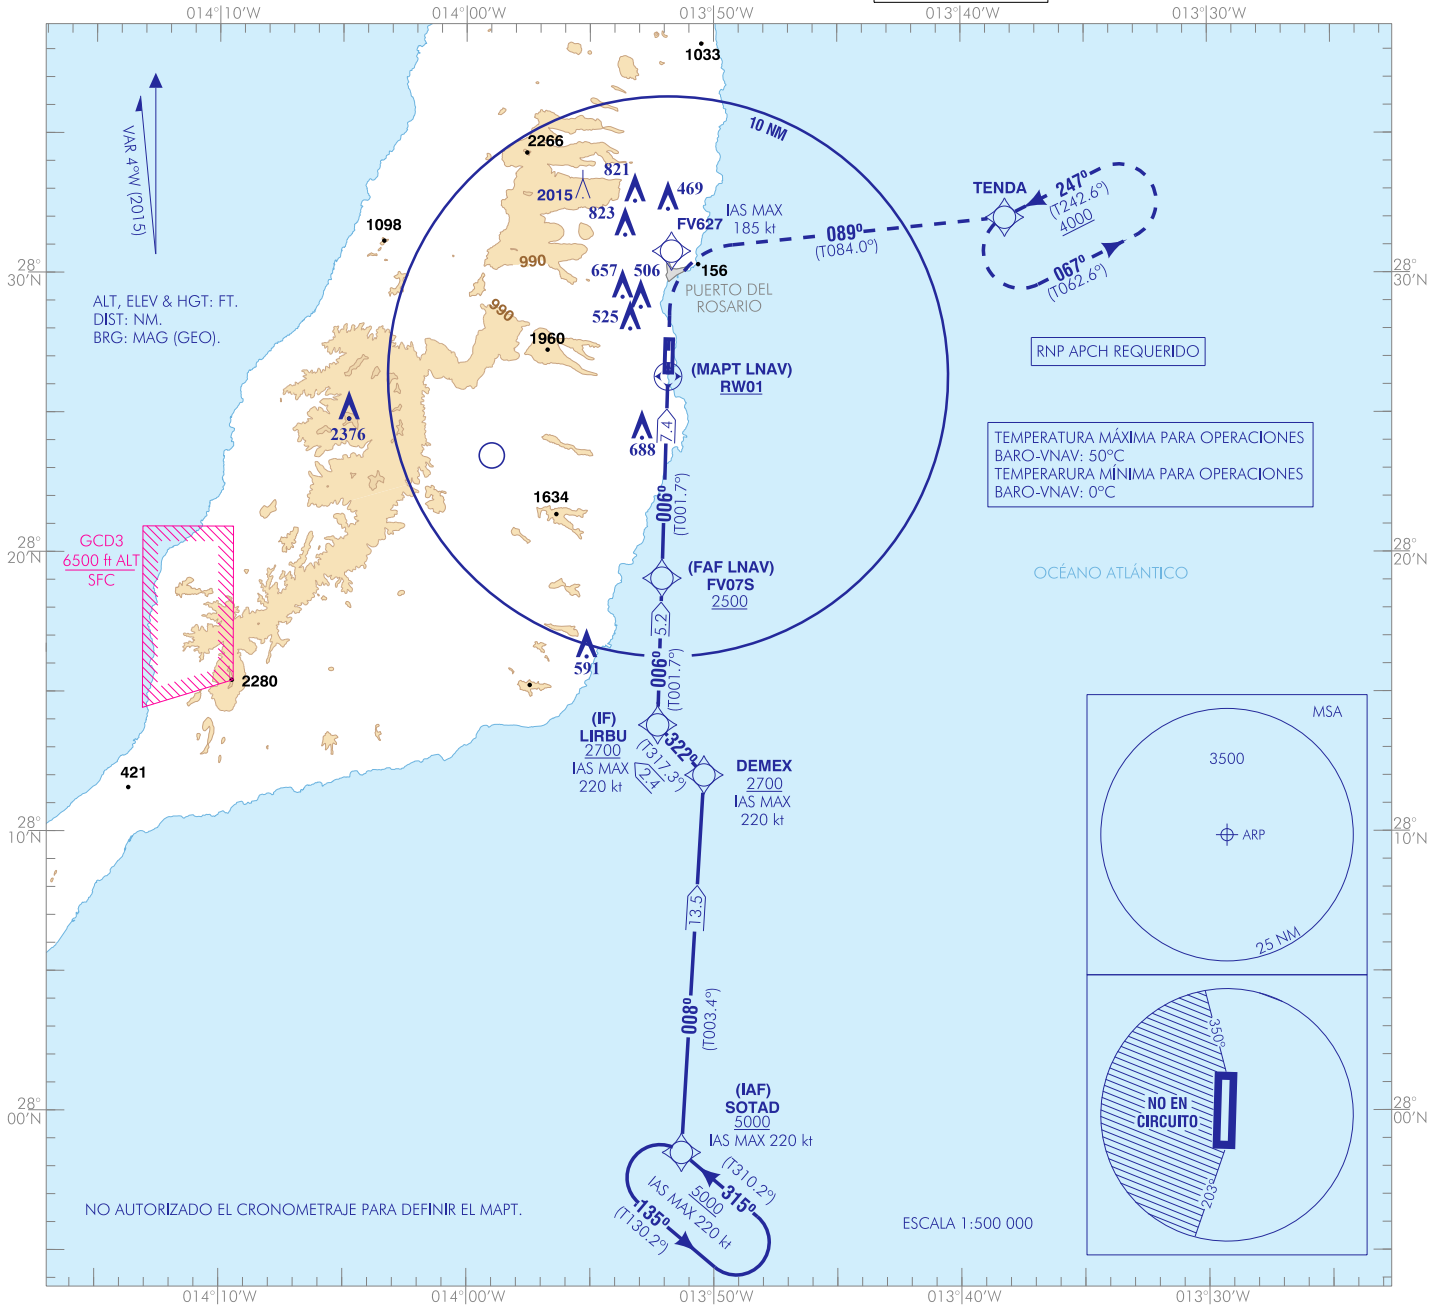 014°10'W
014°00'W
013°50'W
013°40'W
013°30'W
1033
VAR 4°W (2015)
10 NM
2266
821
469
2015
823
FV627
IAS MAX
185 kt
TENDA
247°
(T242.6°)
4000
089°
(T084.0°)
067°
(T062.6°)
1098
990
657
506
156
525
PUERTO DEL
ROSARIO
28°
30'N
28°
30'N
ALT, ELEV & HGT: FT.
DIST: NM.
BRG: MAG (GEO).
990
1960
(MAPT LNAV)
RW01
RNP APCH REQUERIDO
2376
7.4
688
TEMPERATURA MÁXIMA PARA OPERACIONES
BARO-VNAV: 50°C
TEMPERARURA MÍNIMA PARA OPERACIONES
BARO-VNAV: 0°C
1634
006°
(T001.7°)
GCD3
6500 ft ALT
SFC
28°
20'N
28°
20'N
(FAF LNAV)
FV07S
2500
OCÉANO ATLÁNTICO
5.2
006°
(T001.7°)
591
2280
(IF)
LIRBU
2700
IAS MAX
220 kt
322°
(T317.3°)
2.4
DEMEX
2700
IAS MAX
220 kt
421
28°
10'N
28°
10'N
MSA
3500
ARP
25 NM
13.5
008°
(T003.4°)
350°
NO EN
CIRCUITO
203°
28°
00'N
28°
00'N
(IAF)
SOTAD
5000
IAS MAX 220 kt
(T310.2°)
315°
5000
IAS MAX 220 kt
135°
(T130.2°)
NO AUTORIZADO EL CRONOMETRAJE PARA DEFINIR EL MAPT.
ESCALA 1:500 000
014°10'W
014°00'W
013°50'W
013°40'W
013°30'W